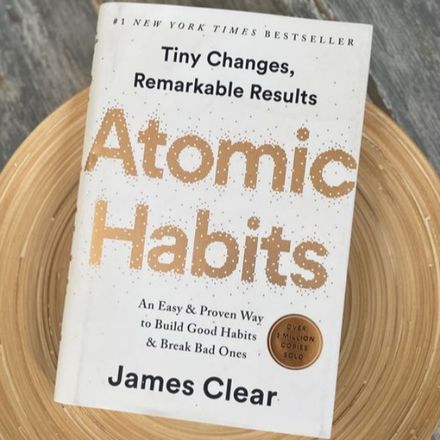 #1 NEW YORK TIMES BESTSELLER
Tiny Changes,
Remarkable Results
Atomic
Habits
An Easy & Proven Way
to Build Good Habits
& Break Bad Ones
OVER
MILLION
COPIES
SOLD
James Clear